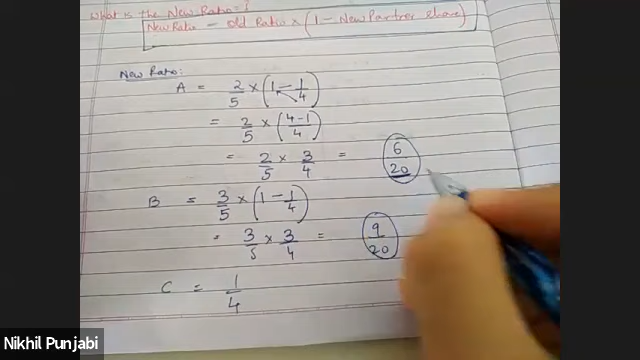 What is the New Ratio = ?
New Ratio = Old Ratio × (1 - New Partner share)
New Ratio:
A = 2/5 × (1 - 1/4)
= 2/5 × (4-1/4)
= 2/5 × 3/4 = 6/20
B = 3/5 × (1 - 1/4)
= 3/5 × 3/4 = 9/20
C = 1/4
Nikhil Punjabi